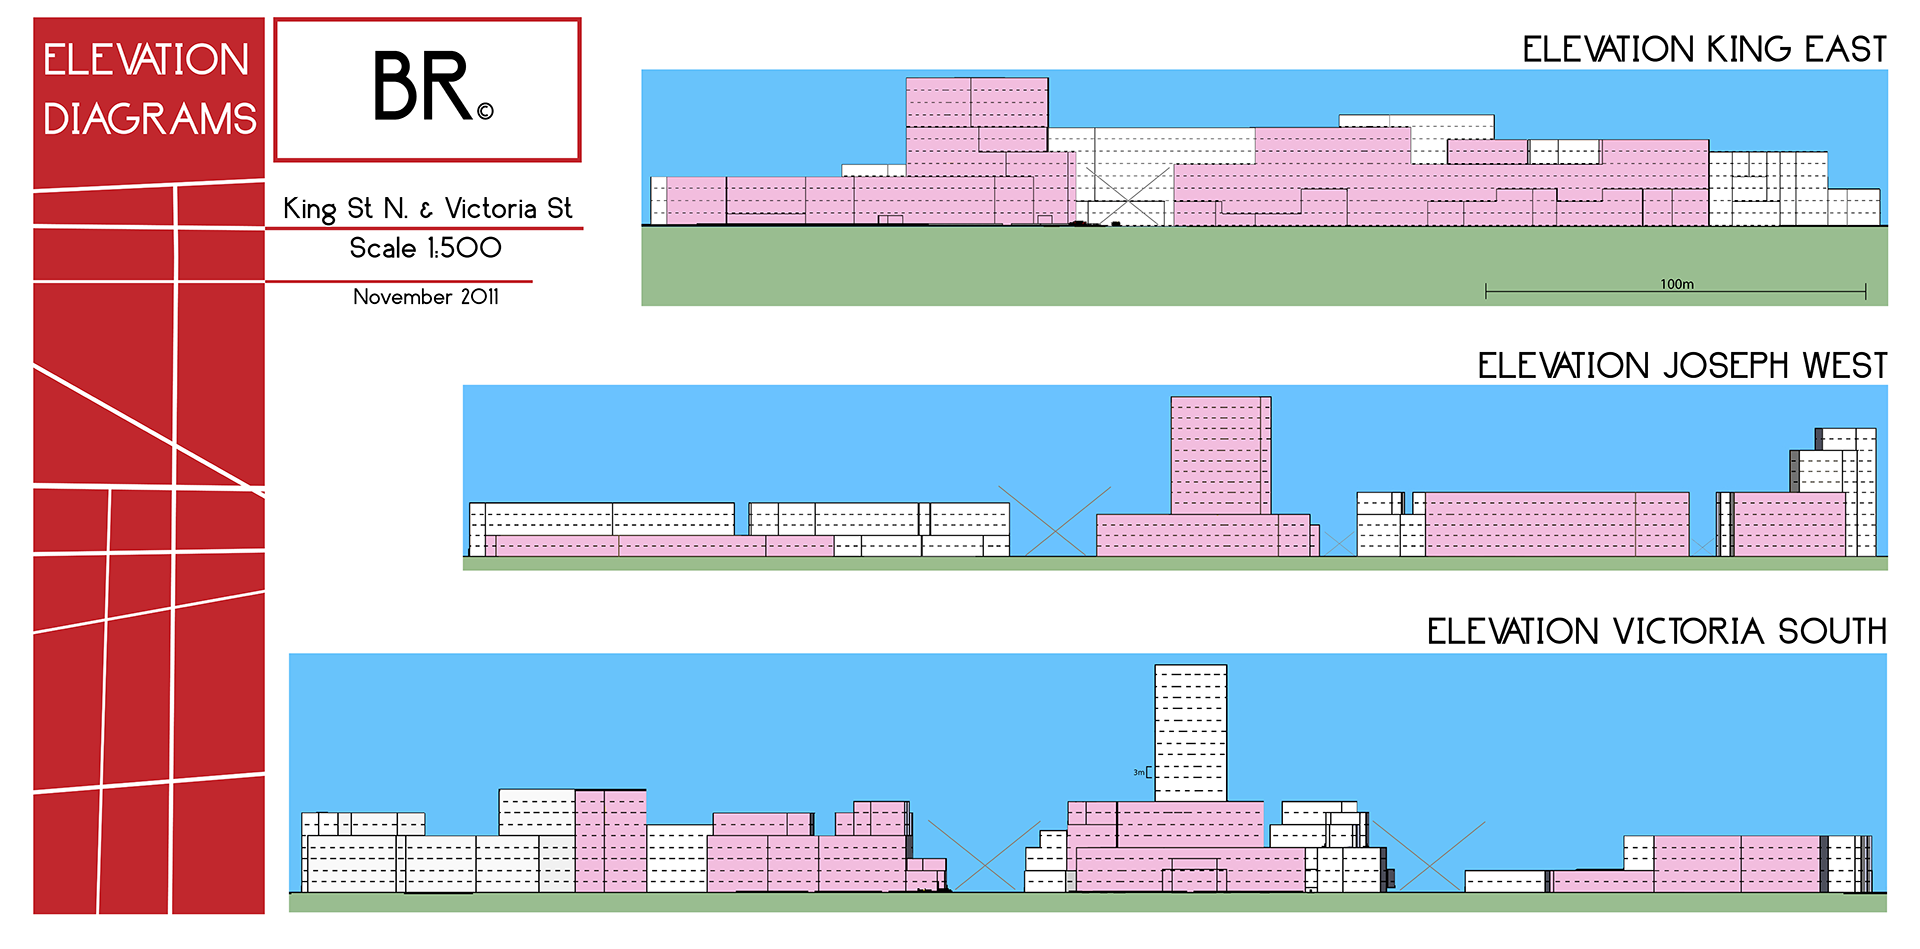 ELEVATION
DIAGRAMS
BR©
King St N. & Victoria St
Scale 1:500
November 2011
ELEVATION KING EAST
100m
ELEVATION JOSEPH WEST
ELEVATION VICTORIA SOUTH
3m